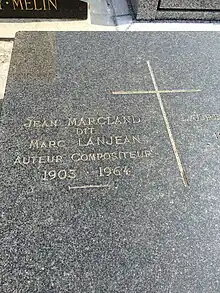 Y-MELIN
JEAN MARCLAND
DIT
MARC LANJEAN
AUTEUR COMPOSITEUR
1903 - 1964